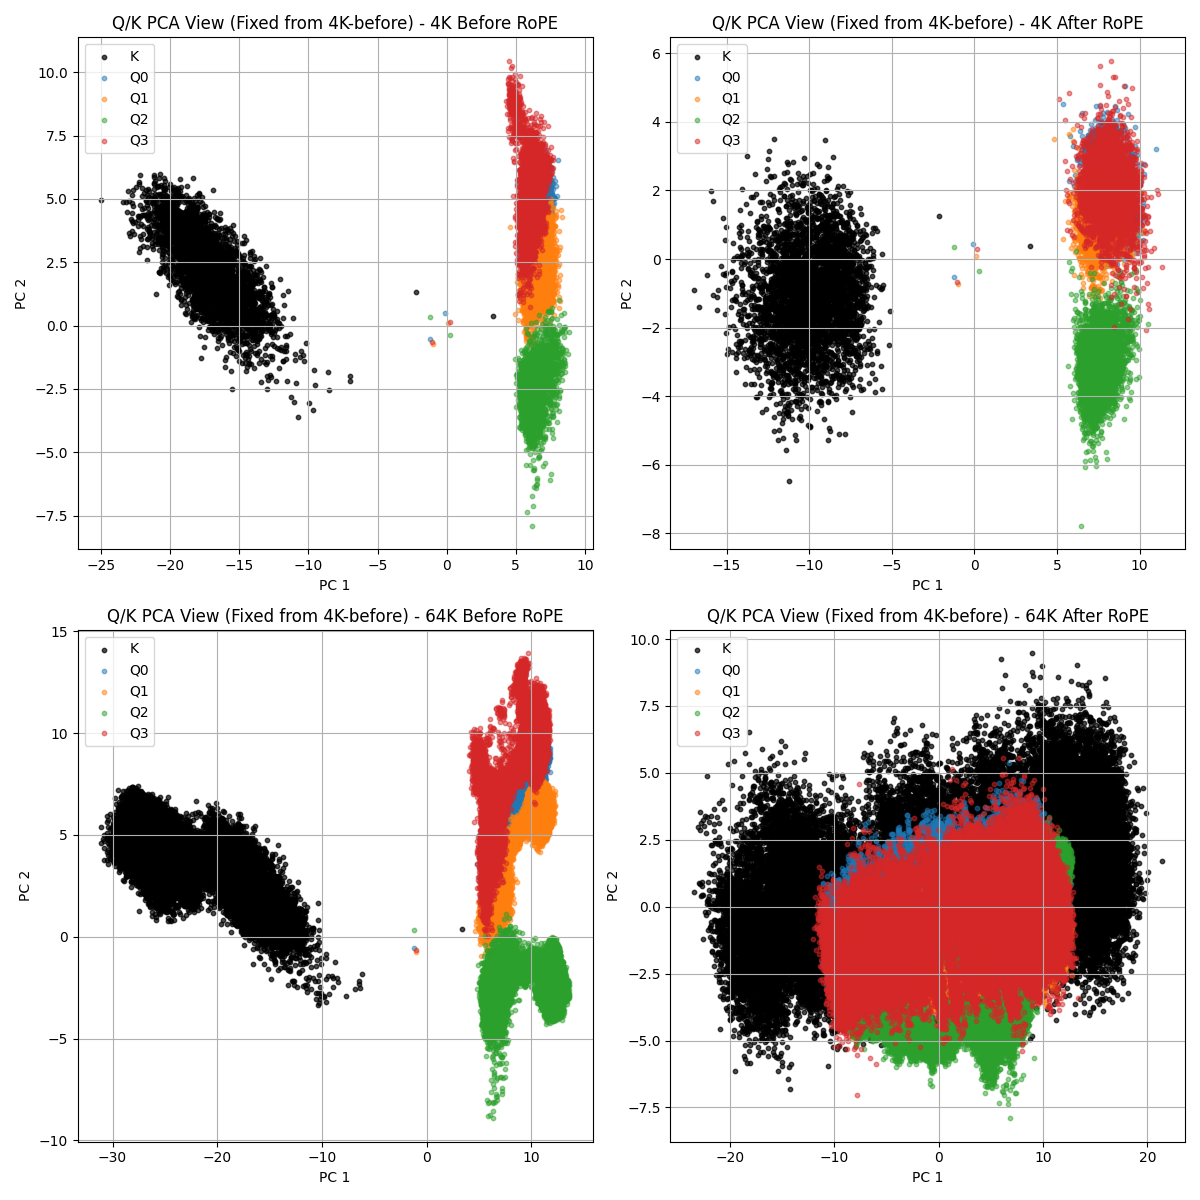 Q/K PCA View (Fixed from 4K-before) - 4K Before RoPE
10.0
7.5
5.0
2.5
0.0
−2.5
−5.0
−7.5
PC 2
K
Q0
Q1
Q2
Q3
−25 −20 −15 −10 −5 0 5 10
PC 1
Q/K PCA View (Fixed from 4K-before) - 4K After RoPE
6
4
2
0
−2
−4
−6
−8
PC 2
K
Q0
Q1
Q2
Q3
−15 −10 −5 0 5 10
PC 1
Q/K PCA View (Fixed from 4K-before) - 64K Before RoPE
15
10
5
0
−5
−10
PC 2
K
Q0
Q1
Q2
Q3
−30 −20 −10 0 10
PC 1
Q/K PCA View (Fixed from 4K-before) - 64K After RoPE
10.0
7.5
5.0
2.5
0.0
−2.5
−5.0
−7.5
PC 2
K
Q0
Q1
Q2
Q3
−20 −10 0 10 20
PC 1